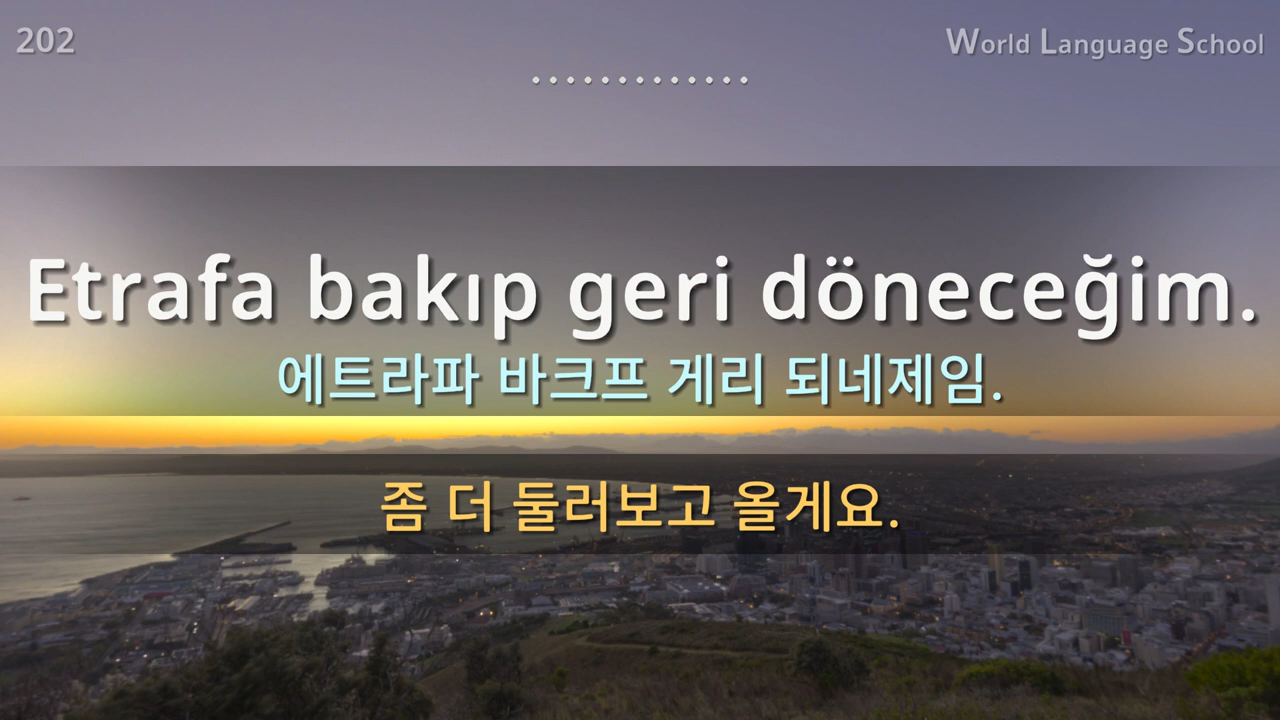 202
World Language School
Etrafa bakıp geri döneceğim.
에트라파 바크프 게리 되네제임.
좀 더 둘러보고 올게요.